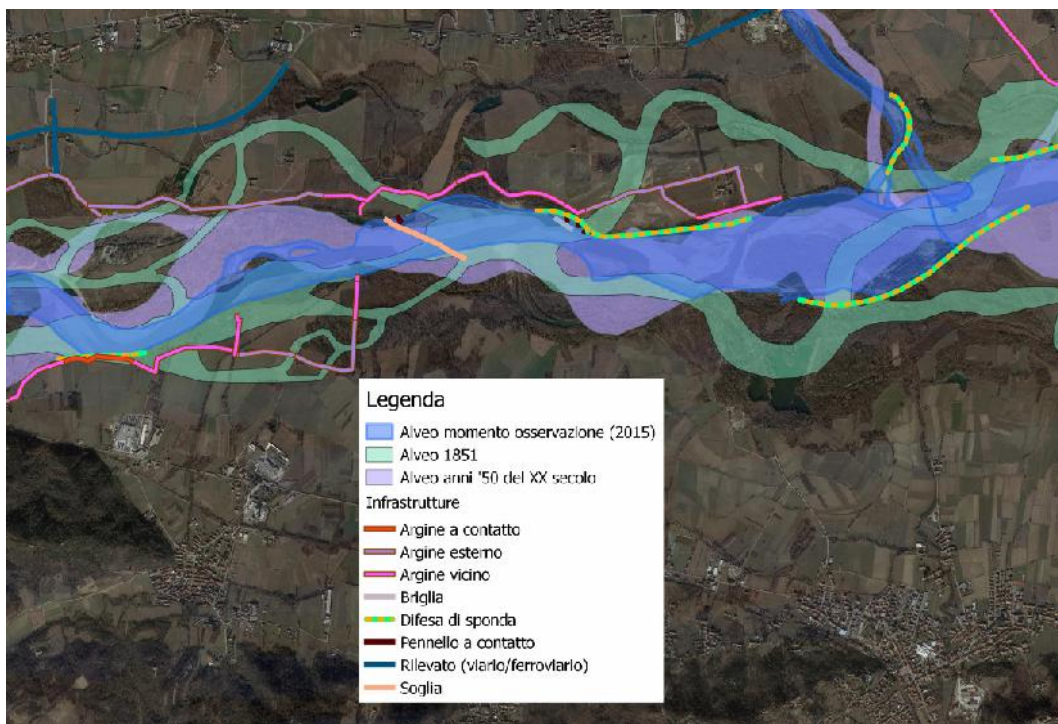 Legenda
Alveo momento osservazione (2015)
Alveo 1851
Alveo anni '50 del XX secolo
Infrastrutture
Argine a contatto
Argine esterno
Argine vicino
Briglia
Difesa di sponda
Pennello a contatto
Rilevato (viario/ferroviario)
Soglia